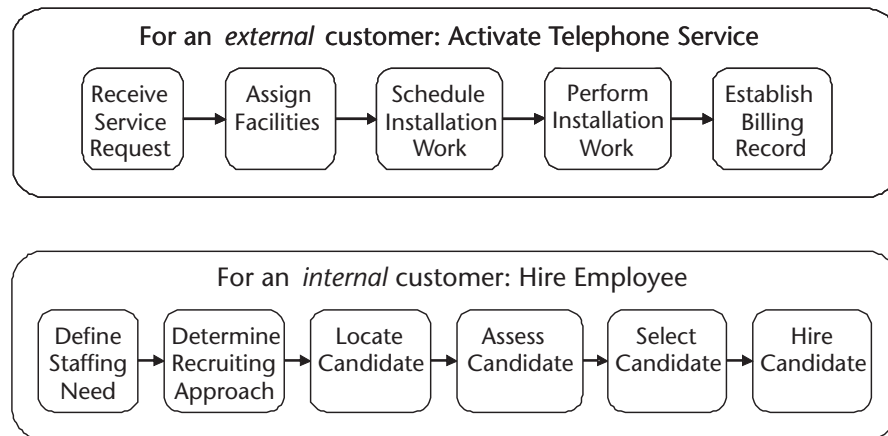 For an external customer: Activate Telephone Service
Receive
Service
Request
Assign
Facilities
Schedule
Installation
Work
Perform
Installation
Work
Establish
Billing
Record
For an internal customer: Hire Employee
Define
Staffing
Need
Determine
Recruiting
Approach
Locate
Candidate
Assess
Candidate
Select
Candidate
Hire
Candidate